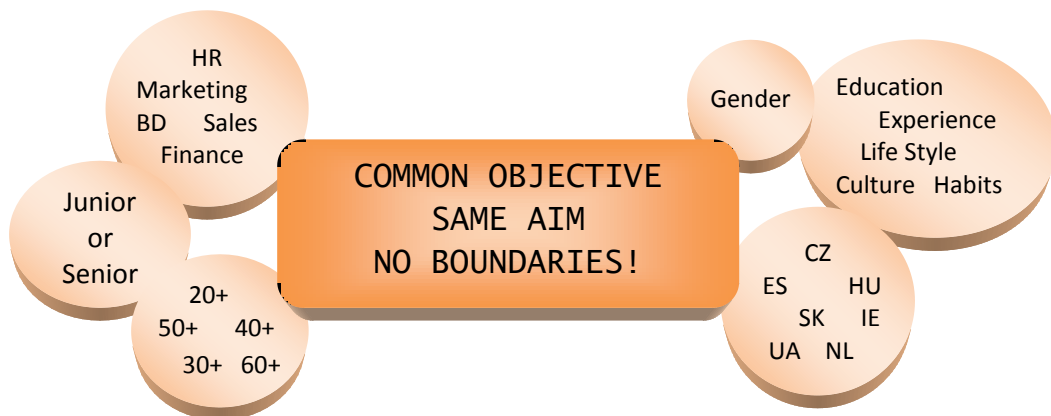 HR
Marketing
BD Sales
Finance
Junior
or
Senior
20+
50+ 40+
30+ 60+
COMMON OBJECTIVE
SAME AIM
NO BOUNDARIES!
Gender
Education
Experience
Life Style
Culture Habits
CZ
ES HU
SK IE
UA NL